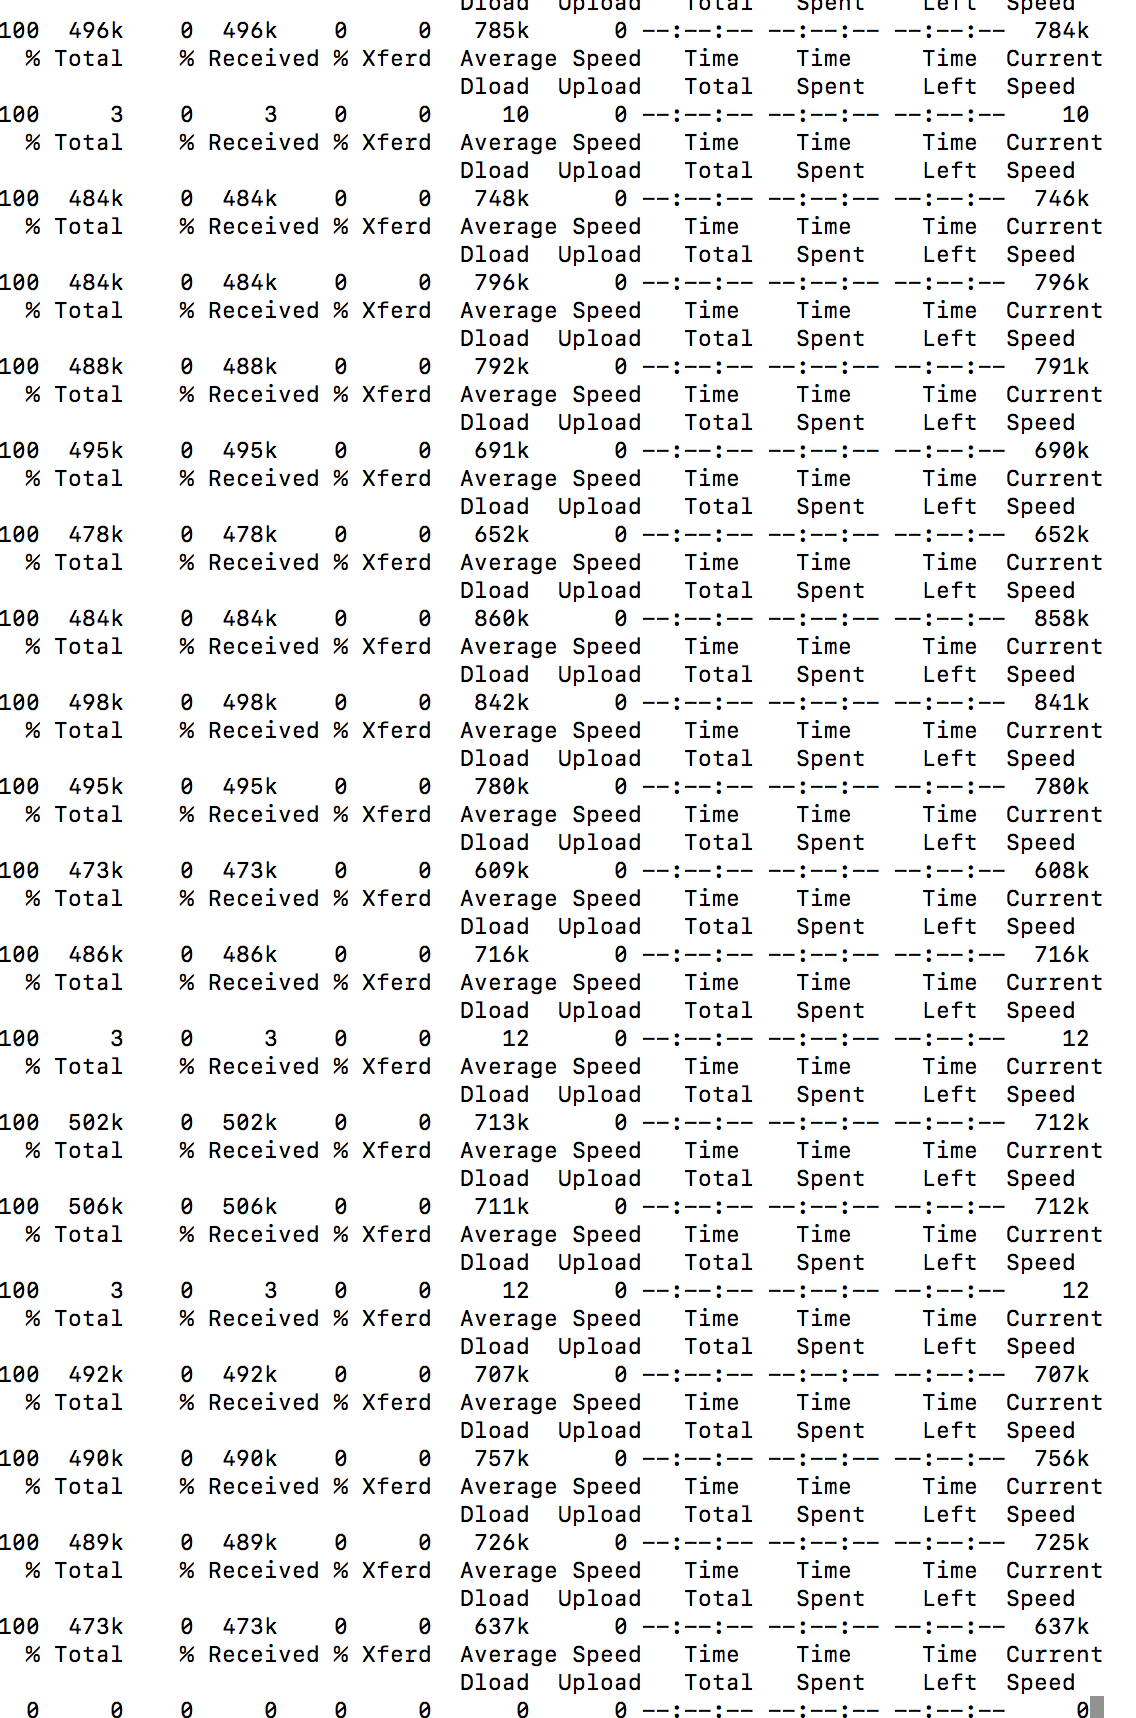 Dload  Upload   Total   Spent    Left  Speed
100  496k    0  496k    0     0   785k      0 --:--:-- --:--:-- --:--:--  784k
  % Total    % Received % Xferd  Average Speed   Time    Time     Time  Current
                                 Dload  Upload   Total   Spent    Left  Speed
100     3    0     3    0     0     10      0 --:--:-- --:--:-- --:--:--    10
  % Total    % Received % Xferd  Average Speed   Time    Time     Time  Current
                                 Dload  Upload   Total   Spent    Left  Speed
100  484k    0  484k    0     0   748k      0 --:--:-- --:--:-- --:--:--  746k
  % Total    % Received % Xferd  Average Speed   Time    Time     Time  Current
                                 Dload  Upload   Total   Spent    Left  Speed
100  484k    0  484k    0     0   796k      0 --:--:-- --:--:-- --:--:--  796k
  % Total    % Received % Xferd  Average Speed   Time    Time     Time  Current
                                 Dload  Upload   Total   Spent    Left  Speed
100  488k    0  488k    0     0   792k      0 --:--:-- --:--:-- --:--:--  791k
  % Total    % Received % Xferd  Average Speed   Time    Time     Time  Current
                                 Dload  Upload   Total   Spent    Left  Speed
100  495k    0  495k    0     0   691k      0 --:--:-- --:--:-- --:--:--  690k
  % Total    % Received % Xferd  Average Speed   Time    Time     Time  Current
                                 Dload  Upload   Total   Spent    Left  Speed
100  478k    0  478k    0     0   652k      0 --:--:-- --:--:-- --:--:--  652k
  % Total    % Received % Xferd  Average Speed   Time    Time     Time  Current
                                 Dload  Upload   Total   Spent    Left  Speed
100  484k    0  484k    0     0   860k      0 --:--:-- --:--:-- --:--:--  858k
  % Total    % Received % Xferd  Average Speed   Time    Time     Time  Current
                                 Dload  Upload   Total   Spent    Left  Speed
100  498k    0  498k    0     0   842k      0 --:--:-- --:--:-- --:--:--  841k
  % Total    % Received % Xferd  Average Speed   Time    Time     Time  Current
                                 Dload  Upload   Total   Spent    Left  Speed
100  495k    0  495k    0     0   780k      0 --:--:-- --:--:-- --:--:--  780k
  % Total    % Received % Xferd  Average Speed   Time    Time     Time  Current
                                 Dload  Upload   Total   Spent    Left  Speed
100  473k    0  473k    0     0   609k      0 --:--:-- --:--:-- --:--:--  608k
  % Total    % Received % Xferd  Average Speed   Time    Time     Time  Current
                                 Dload  Upload   Total   Spent    Left  Speed
100  486k    0  486k    0     0   716k      0 --:--:-- --:--:-- --:--:--  716k
  % Total    % Received % Xferd  Average Speed   Time    Time     Time  Current
                                 Dload  Upload   Total   Spent    Left  Speed
100     3    0     3    0     0     12      0 --:--:-- --:--:-- --:--:--    12
  % Total    % Received % Xferd  Average Speed   Time    Time     Time  Current
                                 Dload  Upload   Total   Spent    Left  Speed
100  502k    0  502k    0     0   713k      0 --:--:-- --:--:-- --:--:--  712k
  % Total    % Received % Xferd  Average Speed   Time    Time     Time  Current
                                 Dload  Upload   Total   Spent    Left  Speed
100  506k    0  506k    0     0   711k      0 --:--:-- --:--:-- --:--:--  712k
  % Total    % Received % Xferd  Average Speed   Time    Time     Time  Current
                                 Dload  Upload   Total   Spent    Left  Speed
100     3    0     3    0     0     12      0 --:--:-- --:--:-- --:--:--    12
  % Total    % Received % Xferd  Average Speed   Time    Time     Time  Current
                                 Dload  Upload   Total   Spent    Left  Speed
100  492k    0  492k    0     0   707k      0 --:--:-- --:--:-- --:--:--  707k
  % Total    % Received % Xferd  Average Speed   Time    Time     Time  Current
                                 Dload  Upload   Total   Spent    Left  Speed
100  490k    0  490k    0     0   757k      0 --:--:-- --:--:-- --:--:--  756k
  % Total    % Received % Xferd  Average Speed   Time    Time     Time  Current
                                 Dload  Upload   Total   Spent    Left  Speed
100  489k    0  489k    0     0   726k      0 --:--:-- --:--:-- --:--:--  725k
  % Total    % Received % Xferd  Average Speed   Time    Time     Time  Current
                                 Dload  Upload   Total   Spent    Left  Speed
100  473k    0  473k    0     0   637k      0 --:--:-- --:--:-- --:--:--  637k
  % Total    % Received % Xferd  Average Speed   Time    Time     Time  Current
                                 Dload  Upload   Total   Spent    Left  Speed
  0     0    0     0    0     0      0      0 --:--:-- --:--:-- --:--:--     0